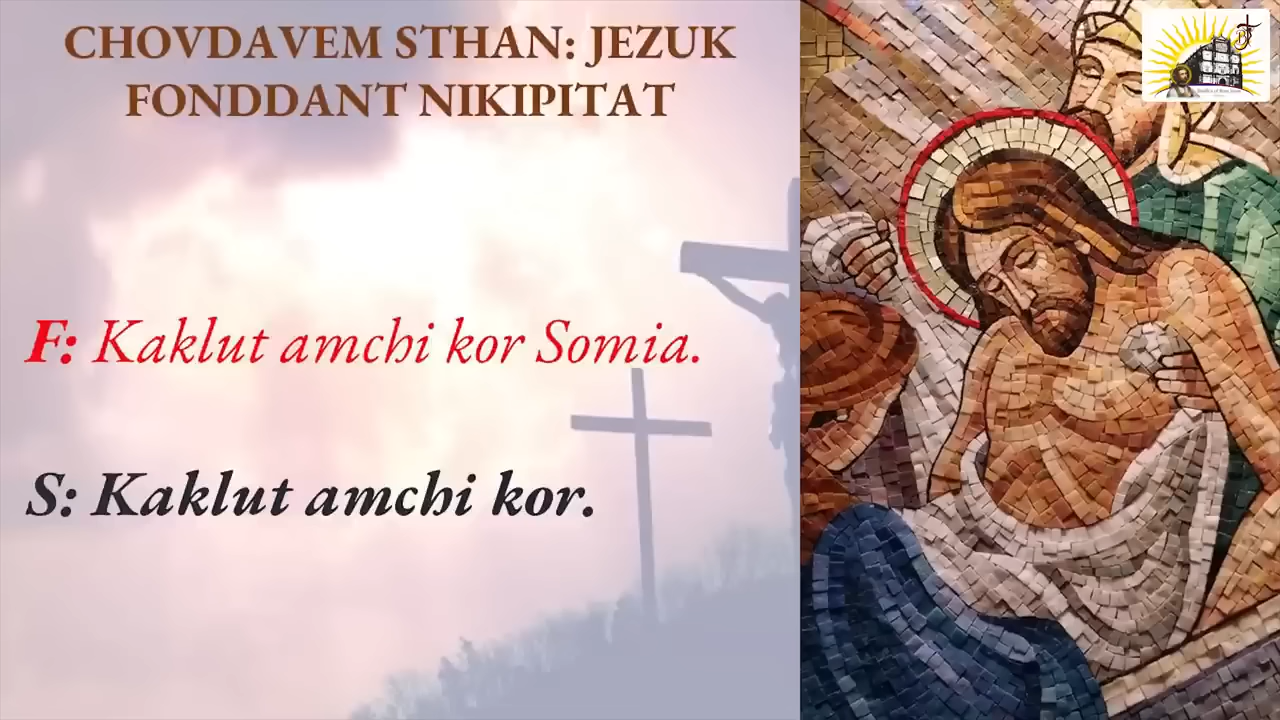 CHOVDAVEM STHAN: JEZUK
FONDDANT NIKIPITAT
F: Kaklut amchi kor Somia.
S: Kaklut amchi kor.